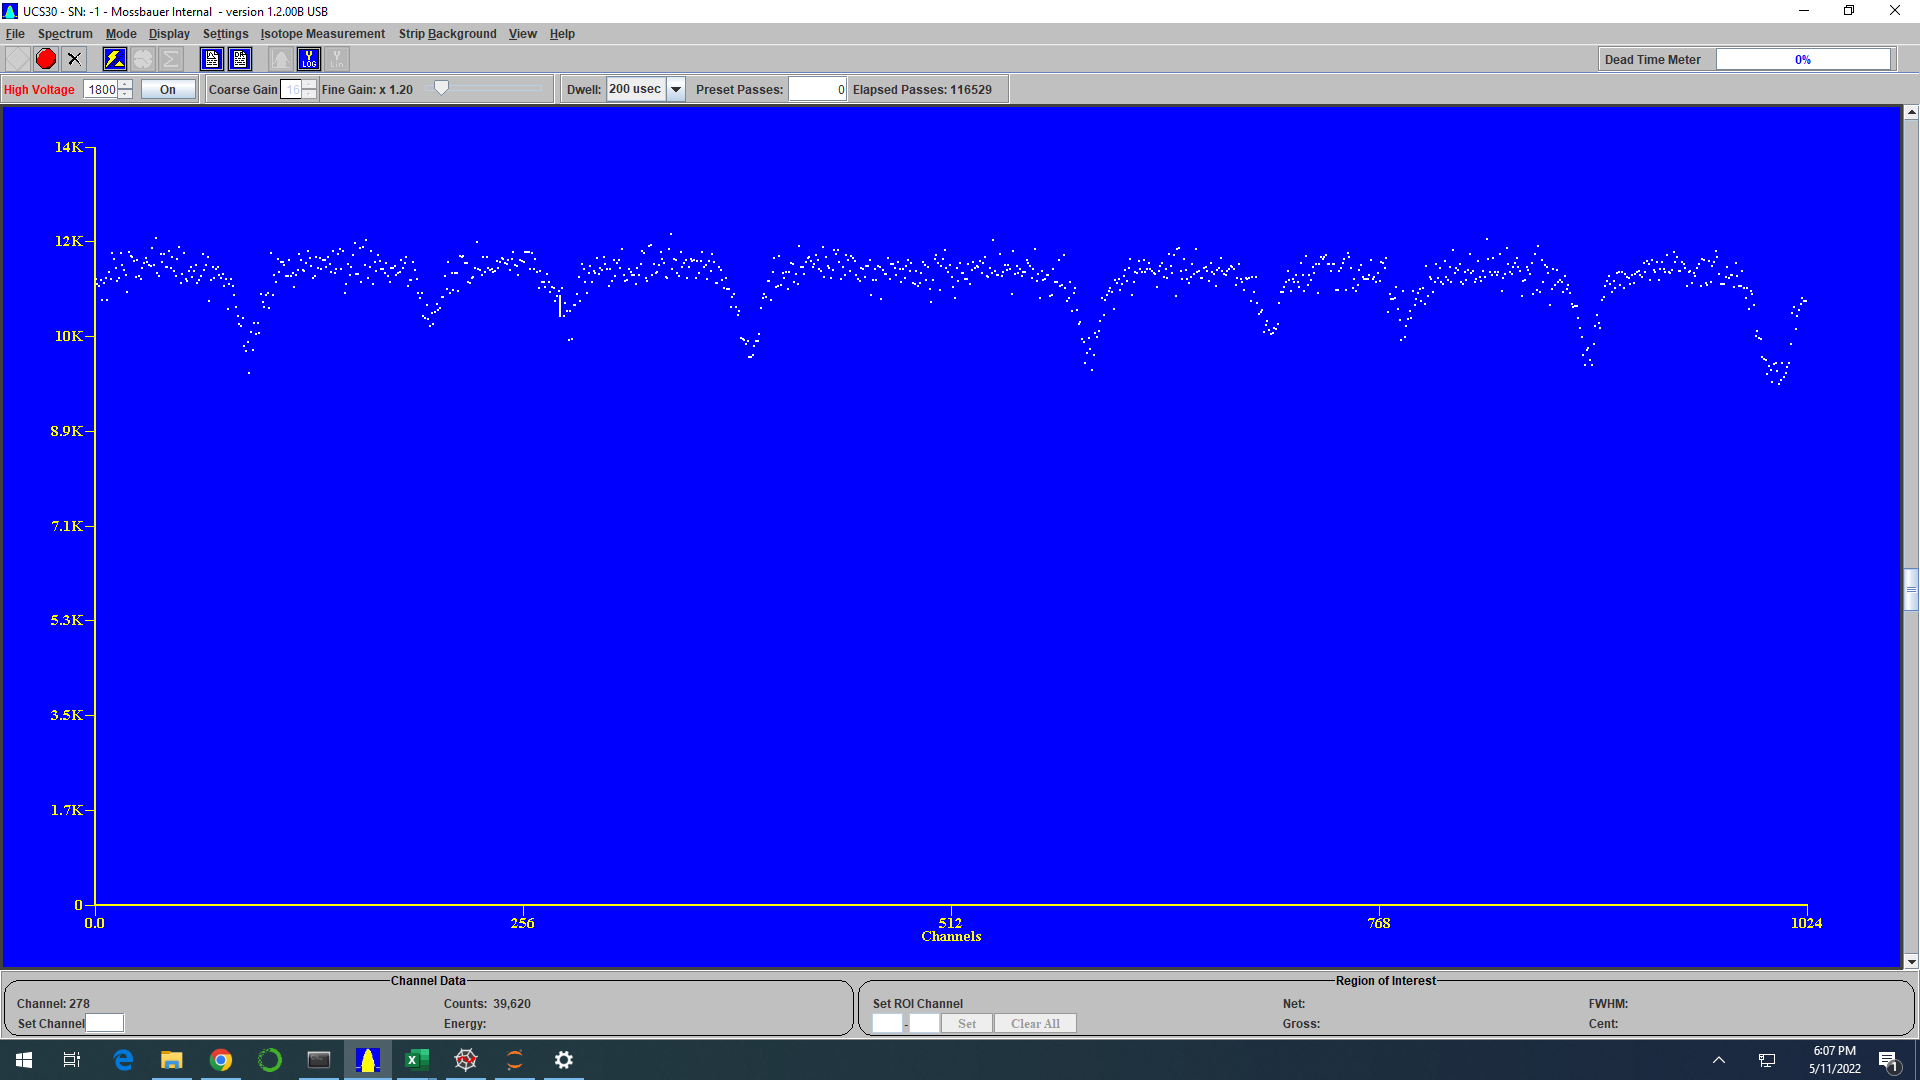 UCS30 - SN: -1 - Mossbauer Internal - version 1.2.00B USB
File Spectrum Mode Display Settings Isotope Measurement Strip Background View Help
Y LOG
Dead Time Meter 0%
High Voltage 1800 On Coarse Gain 16 Fine Gain: x 1.20 Dwell: 200 usec Preset Passes: 0 Elapsed Passes: 116529
14K
12K
10K
8.9K
7.1K
5.3K
3.5K
1.7K
0
0.0 256 512 768 1024
Channels
Channel Data Region of Interest
Channel: 278 Counts: 39,620 Set ROI Channel Net: FWHM:
Set Channel Energy: - Set Clear All Gross: Cent:
6:07 PM
5/11/2022
1